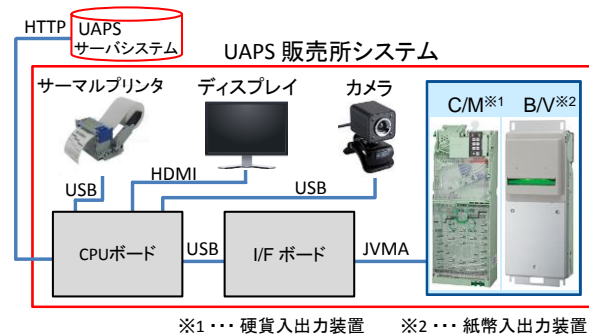 HTTP
UAPS
サーバシステム
UAPS 販売所システム
サーマルプリンタ
ディスプレイ
カメラ
C/M※1
B/V※2
USB
HDMI
USB
CPUボード
USB
I/F ボード
JVMA
※1 ・・・ 硬貨入出力装置
※2 ・・・ 紙幣入出力装置